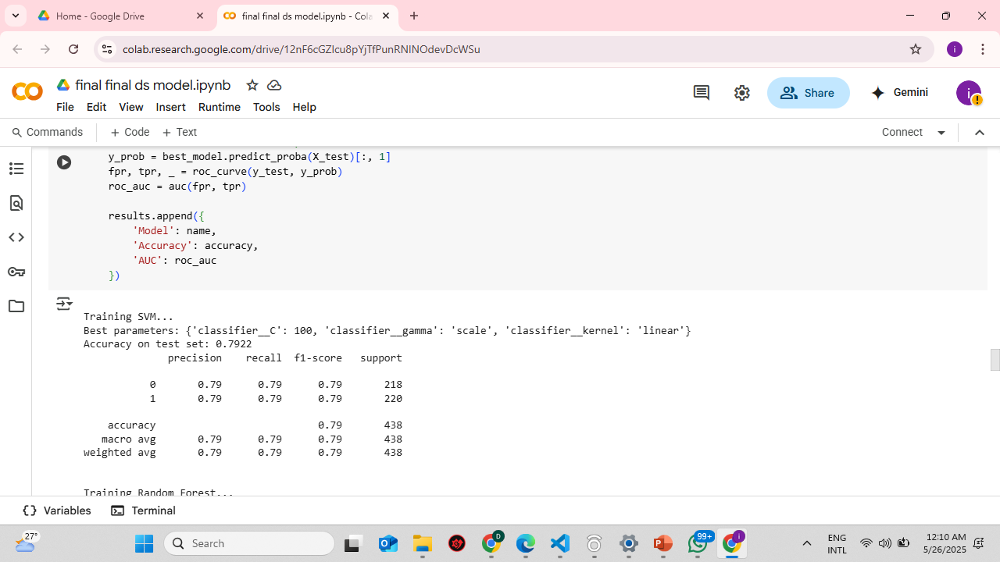 Home - Google Drive
final final ds model.ipynb - Cola
colab.research.google.com/drive/12nF6cGZIcu8pYjTfPunRNINOdevDcWSu
i
final final ds model.ipynb
File Edit View Insert Runtime Tools Help
Share
Gemini
i
Commands
+ Code + Text
Connect
y_prob = best_model.predict_proba(X_test)[:, 1]
fpr, tpr, _ = roc_curve(y_test, y_prob)
roc_auc = auc(fpr, tpr)
results.append({
'Model': name,
'Accuracy': accuracy,
'AUC': roc_auc
})
Training SVM...
Best parameters: {'classifier__C': 100, 'classifier__gamma': 'scale', 'classifier__kernel': 'linear'}
Accuracy on test set: 0.7922
precision recall f1-score support
0 0.79 0.79 0.79 218
1 0.79 0.79 0.79 220
accuracy 0.79 438
macro avg 0.79 0.79 0.79 438
weighted avg 0.79 0.79 0.79 438
Training Random Forest...
Variables
Terminal
27°
Search
D
99+
i
ENG
INTL
12:10 AM
5/26/2025